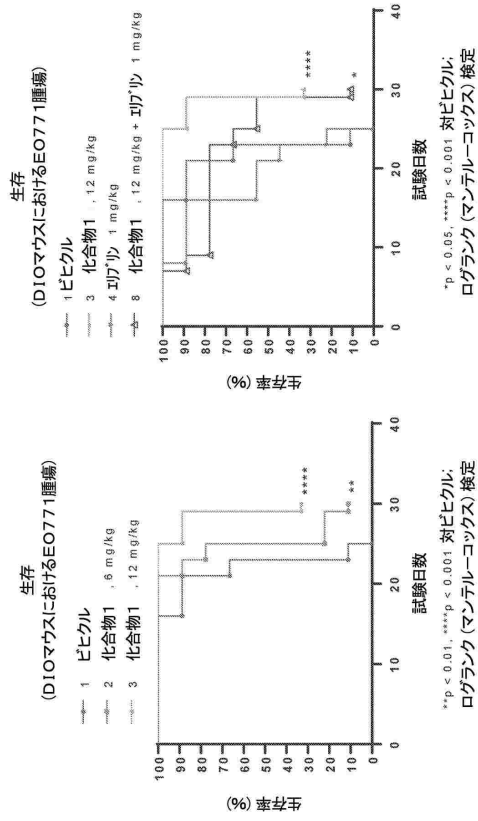 生存
(DIOマウスにおけるEO771腫瘍)
1 ビヒクル
2 化合物1 , 6 mg/kg
3 化合物1 , 12 mg/kg
生存率 (%)
100
90
80
70
60
50
40
30
20
10
0
0 10 20 30 40
****
**
試験日数
**p < 0.01, ****p < 0.001 対ビヒクル;
ログランク (マンテルーコックス) 検定
生存
(DIOマウスにおけるEO771腫瘍)
1 ビヒクル
3 化合物1 , 12 mg/kg
4 エリブリン 1 mg/kg
8 化合物1 , 12 mg/kg + エリブリン 1 mg/kg
生存率 (%)
100
90
80
70
60
50
40
30
20
10
0
0 10 20 30 40
****
*
試験日数
*p < 0.05, ****p < 0.001 対ビヒクル;
ログランク (マンテルーコックス) 検定